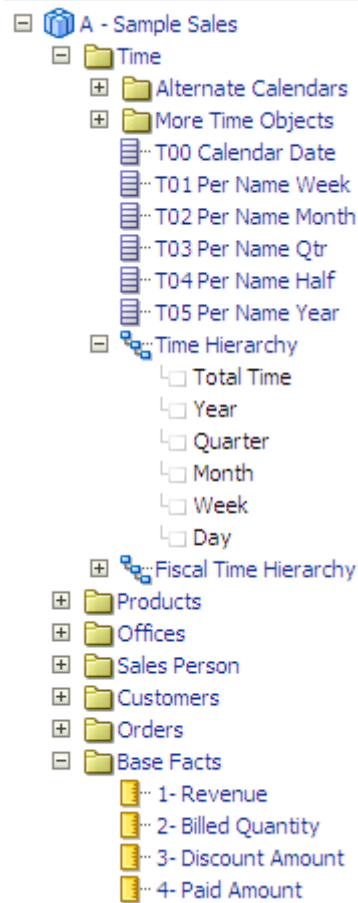 A - Sample Sales
Time
Alternate Calendars
More Time Objects
T00 Calendar Date
T01 Per Name Week
T02 Per Name Month
T03 Per Name Qtr
T04 Per Name Half
T05 Per Name Year
Time Hierarchy
Total Time
Year
Quarter
Month
Week
Day
Fiscal Time Hierarchy
Products
Offices
Sales Person
Customers
Orders
Base Facts
1- Revenue
2- Billed Quantity
3- Discount Amount
4- Paid Amount